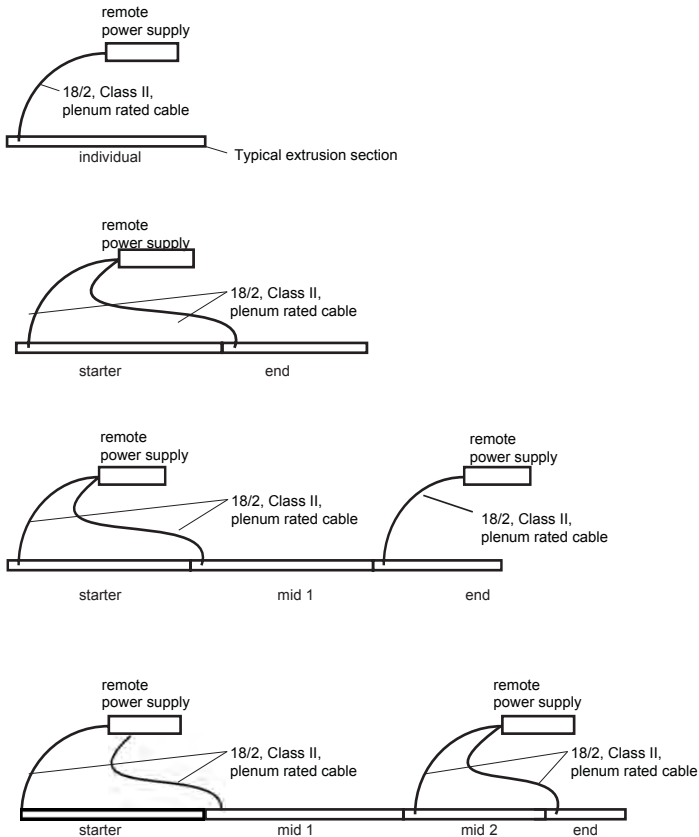 remote
power supply
18/2, Class II,
plenum rated cable
individual
Typical extrusion section
remote
power supply
18/2, Class II,
plenum rated cable
starter
end
remote
power supply
remote
power supply
18/2, Class II,
plenum rated cable
18/2, Class II,
plenum rated cable
starter
mid 1
end
remote
power supply
remote
power supply
18/2, Class II,
plenum rated cable
18/2, Class II,
plenum rated cable
starter
mid 1
mid 2
end